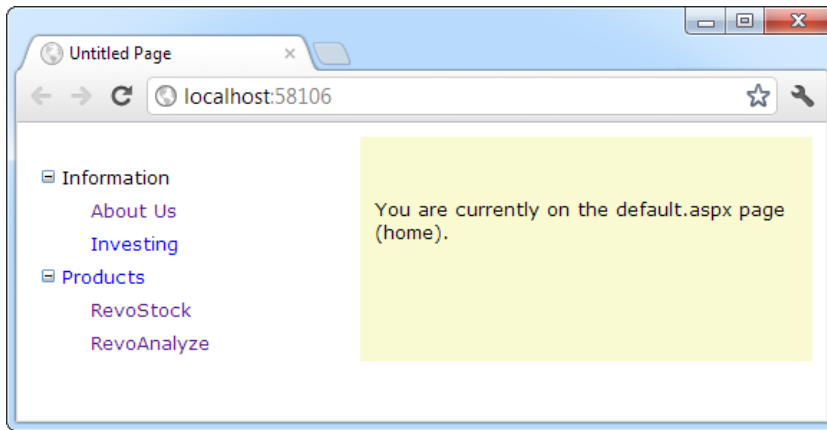 Untitled Page
localhost:58106
Information
About Us
Investing
Products
RevoStock
RevoAnalyze
You are currently on the default.aspx page
(home).